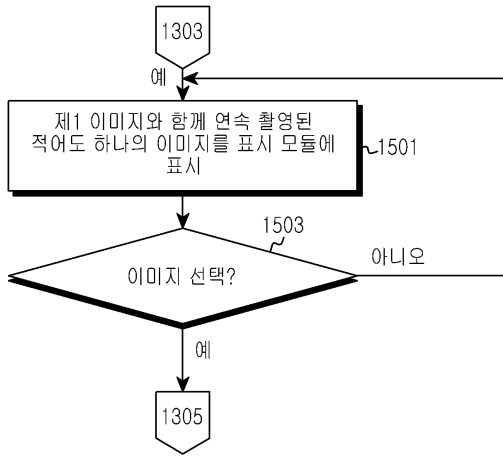 1303
예
제1 이미지와 함께 연속 촬영된
적어도 하나의 이미지를 표시 모듈에
표시
1501
1503
이미지 선택?
아니오
예
1305